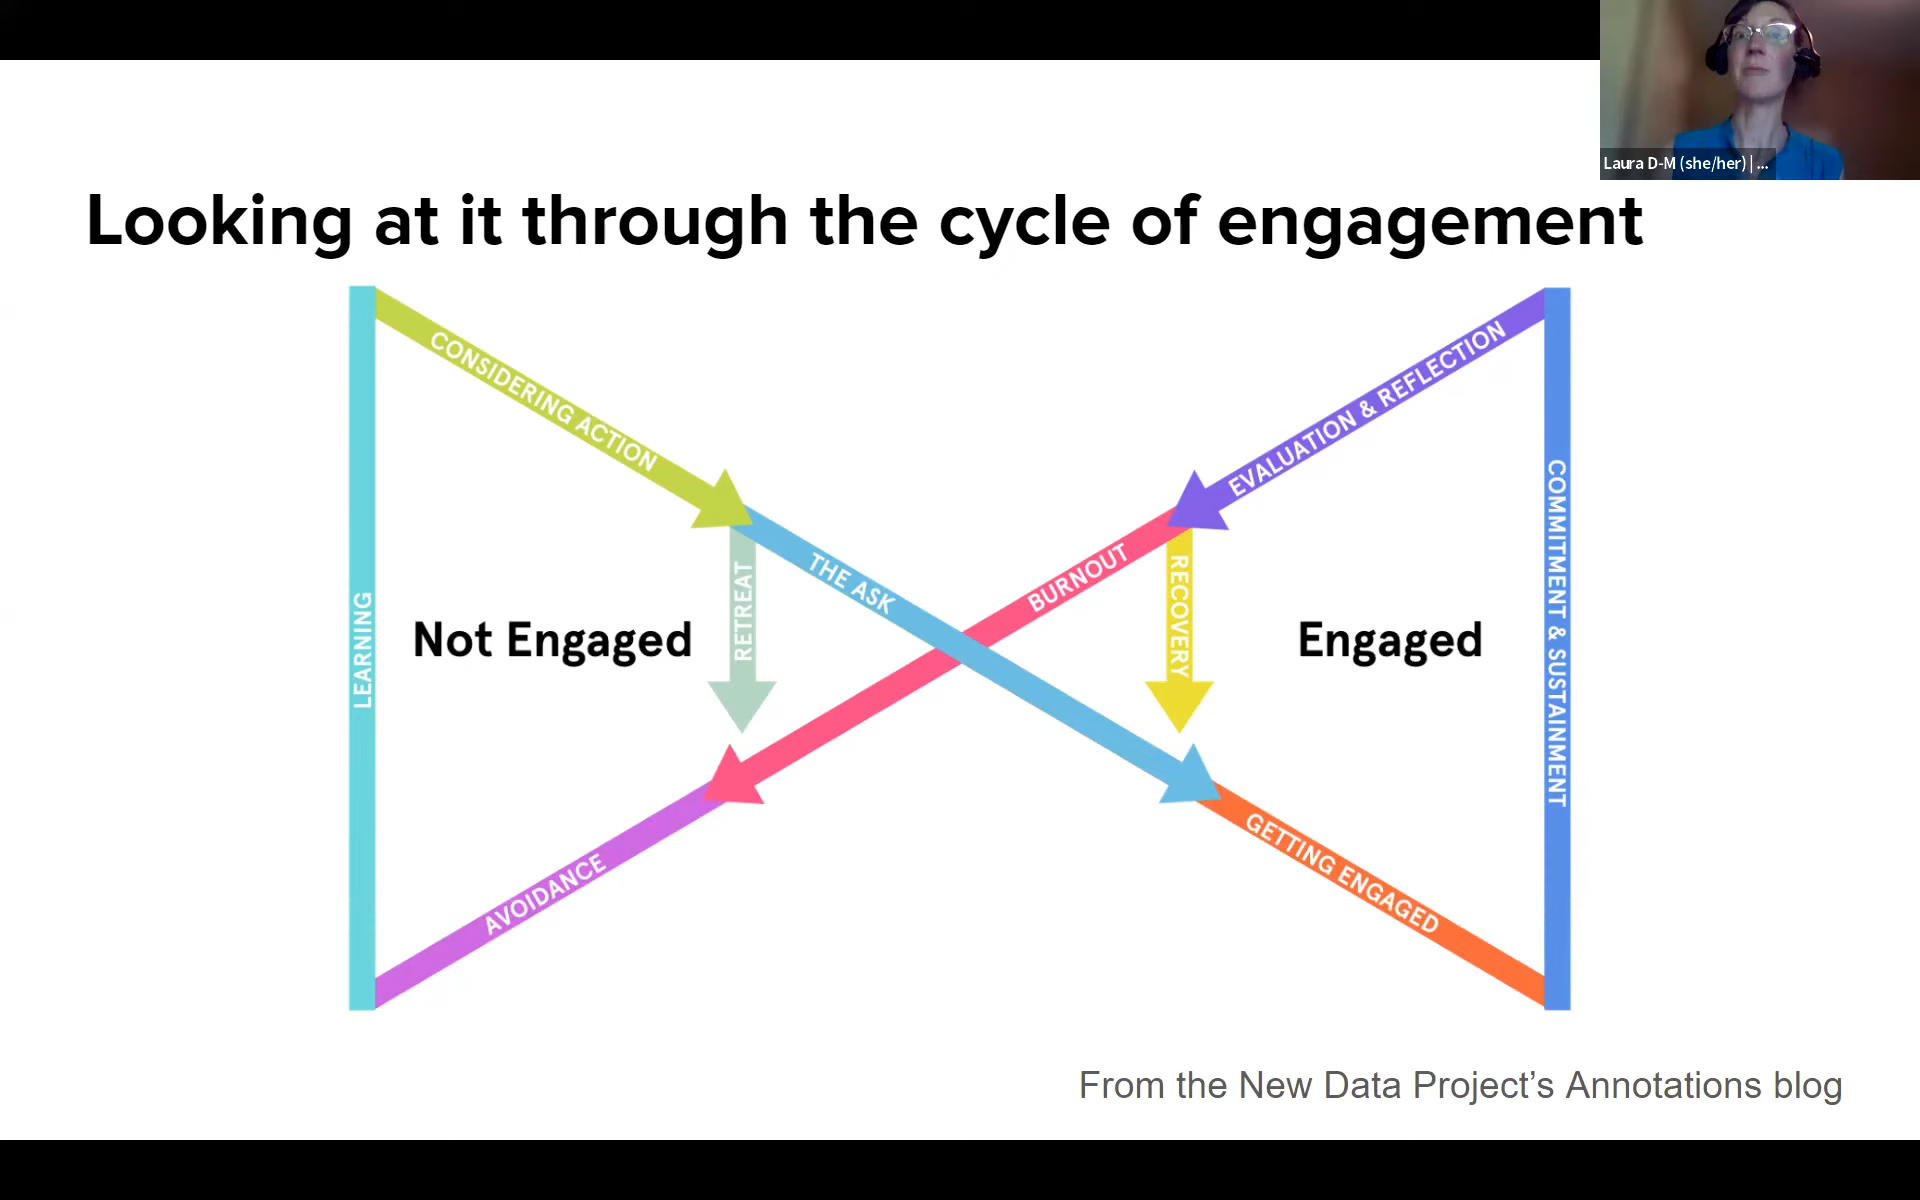 Laura D-M (she/her) | ...
Looking at it through the cycle of engagement
CONSIDERING ACTION
EVALUATION & REFLECTION
LEARNING
Not Engaged
RETREAT
THE ASK
BURNOUT
RECOVERY
Engaged
COMMITMENT & SUSTAINMENT
AVOIDANCE
GETTING ENGAGED
From the New Data Project’s Annotations blog